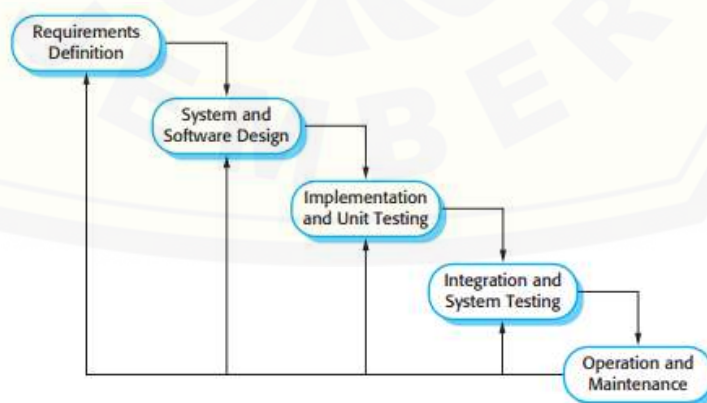 Requirements
Definition
System and
Software Design
Implementation
and Unit Testing
Integration and
System Testing
Operation and
Maintenance